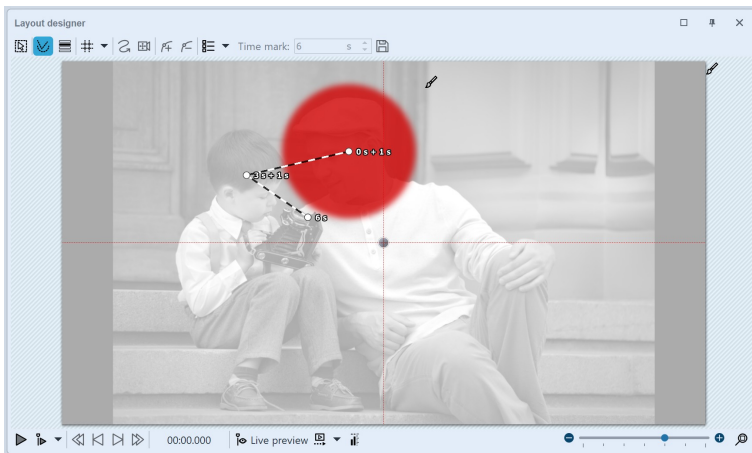 Layout designer
Time mark: 6 s
0 s + 1 s
3 s + 1 s
6 s
00:00.000 Live preview